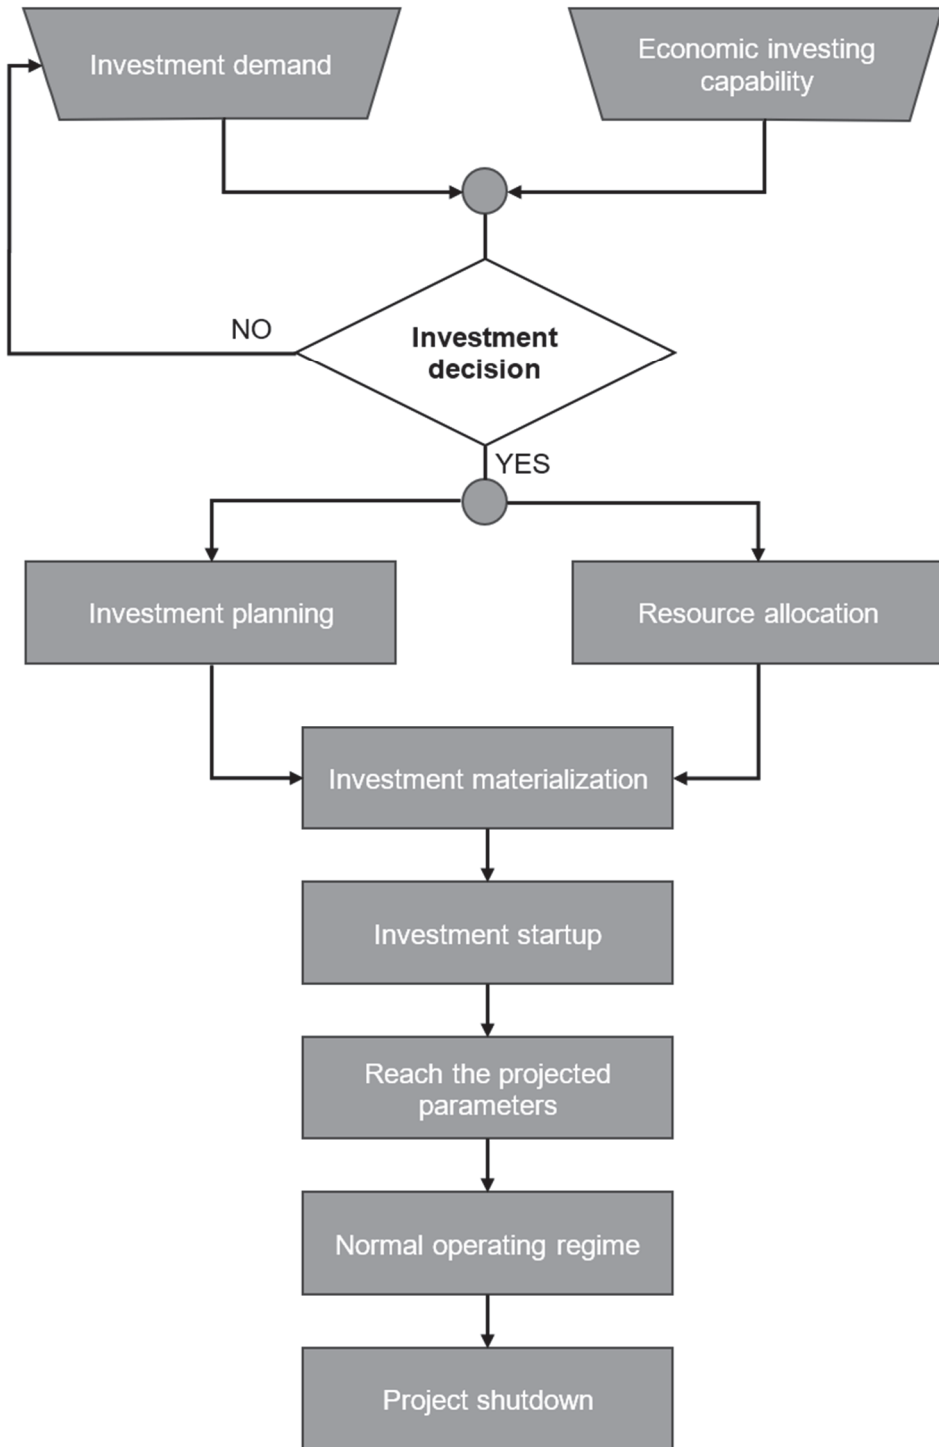 Investment demand
Economic investing
capability
NO
Investment
decision
YES
Investment planning
Resource allocation
Investment materialization
Investment startup
Reach the projected
parameters
Normal operating regime
Project shutdown